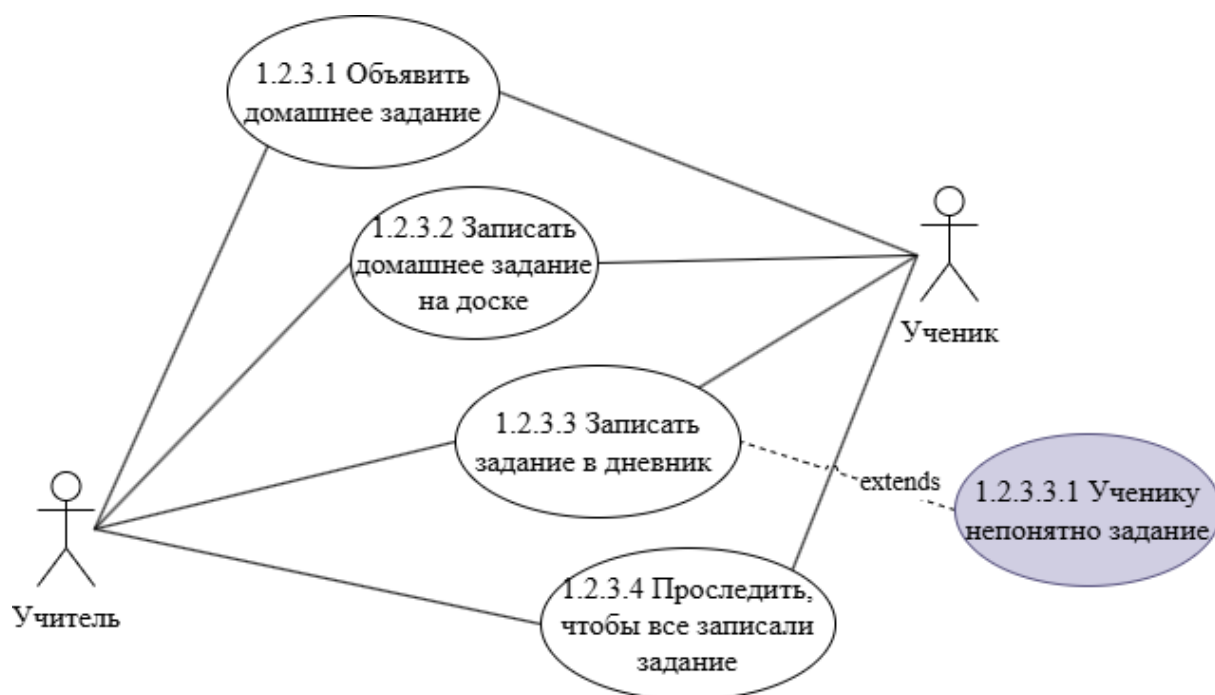 1.2.3.1 Объявить
домашнее задание
1.2.3.2 Записать
домашнее задание
на доске
Ученик
1.2.3.3 Записать
задание в дневник
extends
1.2.3.3.1 Ученику
непонятно задание
Учитель
1.2.3.4 Проследить,
чтобы все записали
задание